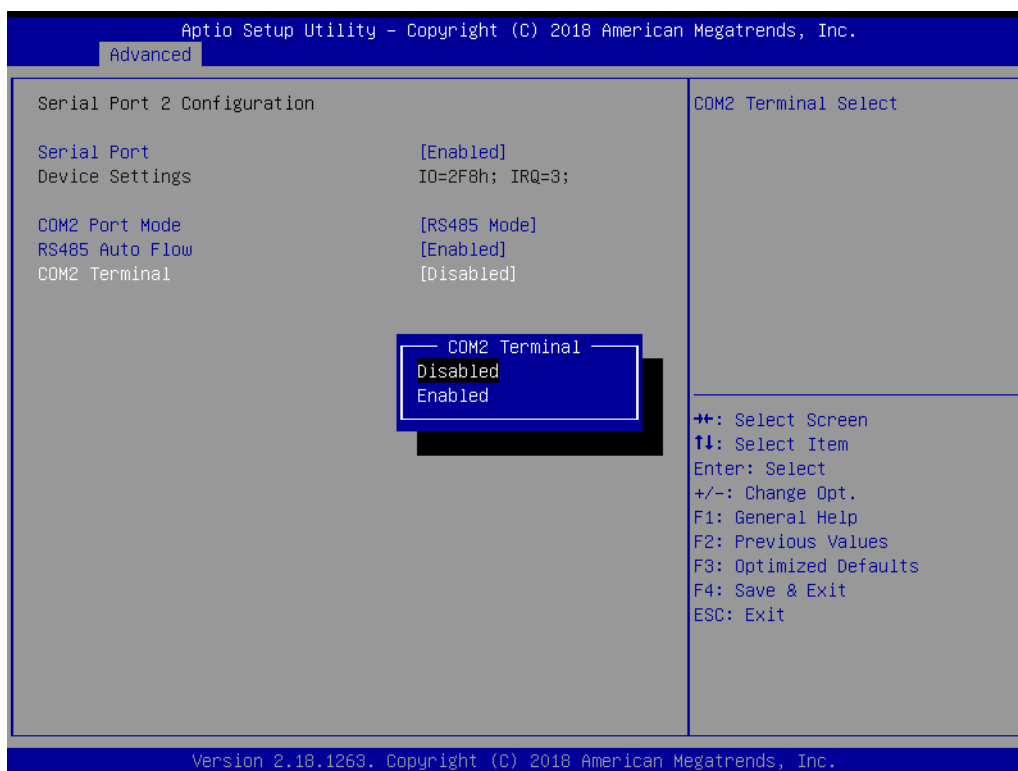 Aptio Setup Utility – Copyright (C) 2018 American Megatrends, Inc.
Advanced
Serial Port 2 Configuration
Serial Port [Enabled]
Device Settings IO=2F8h; IRQ=3;
COM2 Port Mode [RS485 Mode]
RS485 Auto Flow [Enabled]
COM2 Terminal [Disabled]
COM2 Terminal
Disabled
Enabled
COM2 Terminal Select
→←: Select Screen
↑↓: Select Item
Enter: Select
+/-: Change Opt.
F1: General Help
F2: Previous Values
F3: Optimized Defaults
F4: Save & Exit
ESC: Exit
Version 2.18.1263. Copyright (C) 2018 American Megatrends, Inc.